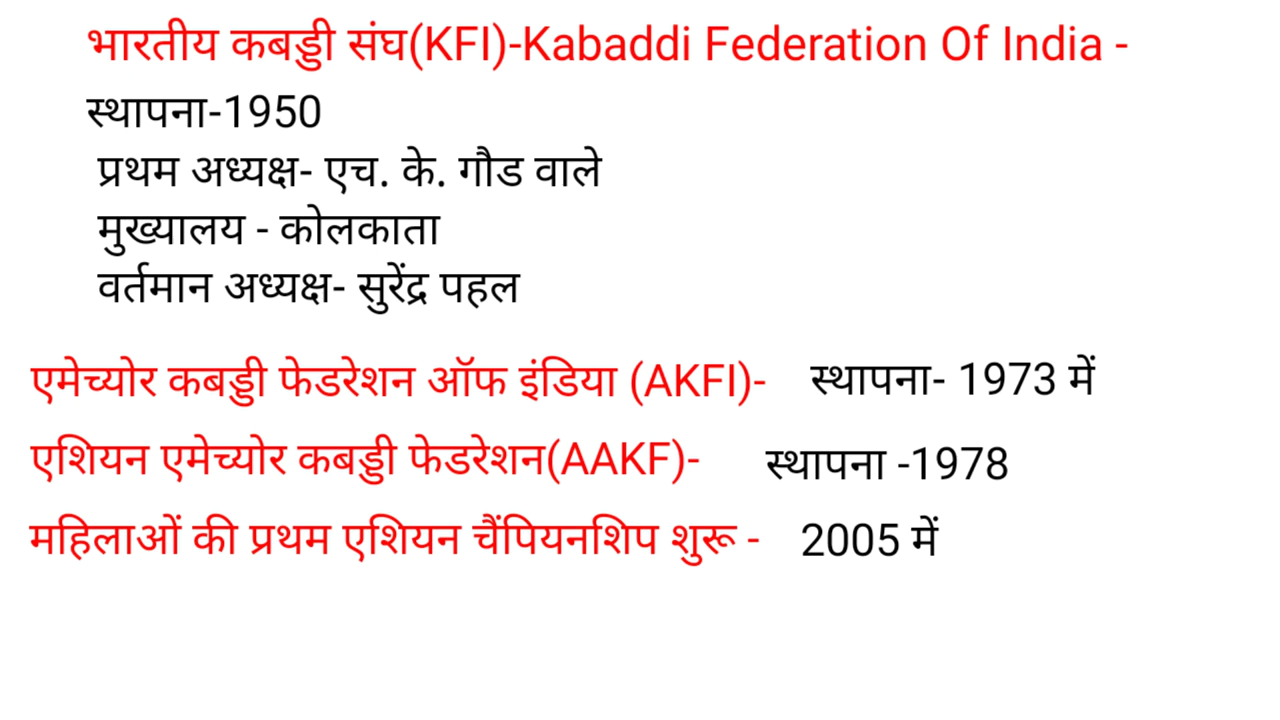 भारतीय कबड्डी संघ(KFI)-Kabaddi Federation Of India -
स्थापना-1950
प्रथम अध्यक्ष- एच. के. गौड वाले
मुख्यालय - कोलकाता
वर्तमान अध्यक्ष- सुरेंद्र पहल
एमेच्योर कबड्डी फेडरेशन ऑफ इंडिया (AKFI)- स्थापना- 1973 में
एशियन एमेच्योर कबड्डी फेडरेशन(AAKF)- स्थापना -1978
महिलाओं की प्रथम एशियन चैंपियनशिप शुरू - 2005 में